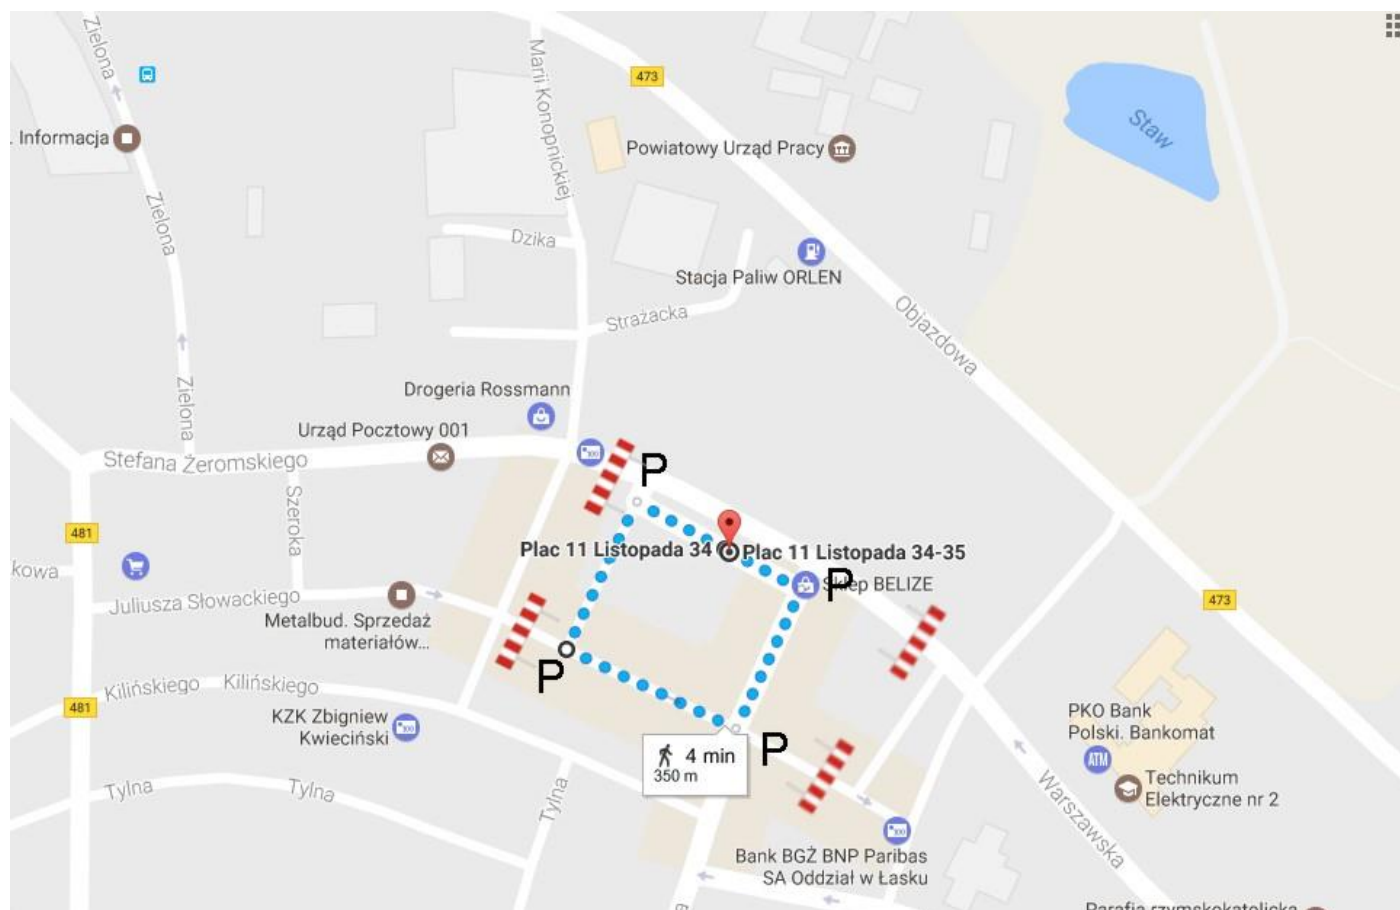 Zielona
Marii Konopnickiej
473
Informacja
Powiatowy Urząd Pracy
Staw
Zielona
Dzika
Stacja Paliw ORLEN
Strażacka
Objazdowa
Zielona
Drogeria Rossmann
Urząd Pocztowy 001
Stefana Żeromskiego
P
Szeroka
481
Plac 11 Listopada 34
Plac 11 Listopada 34-35
kowa
Sklep BELIZE
P
Juliusza Słowackiego
473
Metalbud. Sprzedaż
materiałów...
P
Kilińskiego
Kilińskiego
481
KZK Zbigniew
Kwieciński
PKO Bank
Polski. Bankomat
P
4 min
350 m
ATM
Tylna
Tylna
Tylna
Technikum
Elektryczne nr 2
Warszawska
Bank BGŻ BNP Paribas
SA Oddział w Łasku
Parafia rzymskokatolicka